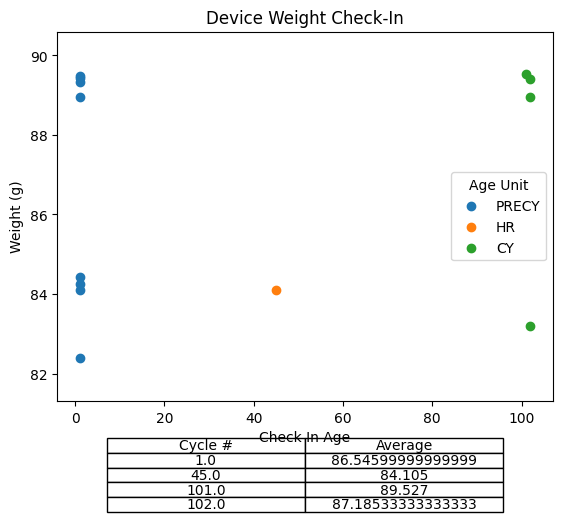 Device Weight Check-In
90
88
86
84
82
Weight (g)
Age Unit
PRECY
HR
CY
0 20 40 60 80 100
Check In Age
Cycle # Average
1.0 86.54599999999999
45.0 84.105
101.0 89.527
102.0 87.18533333333333